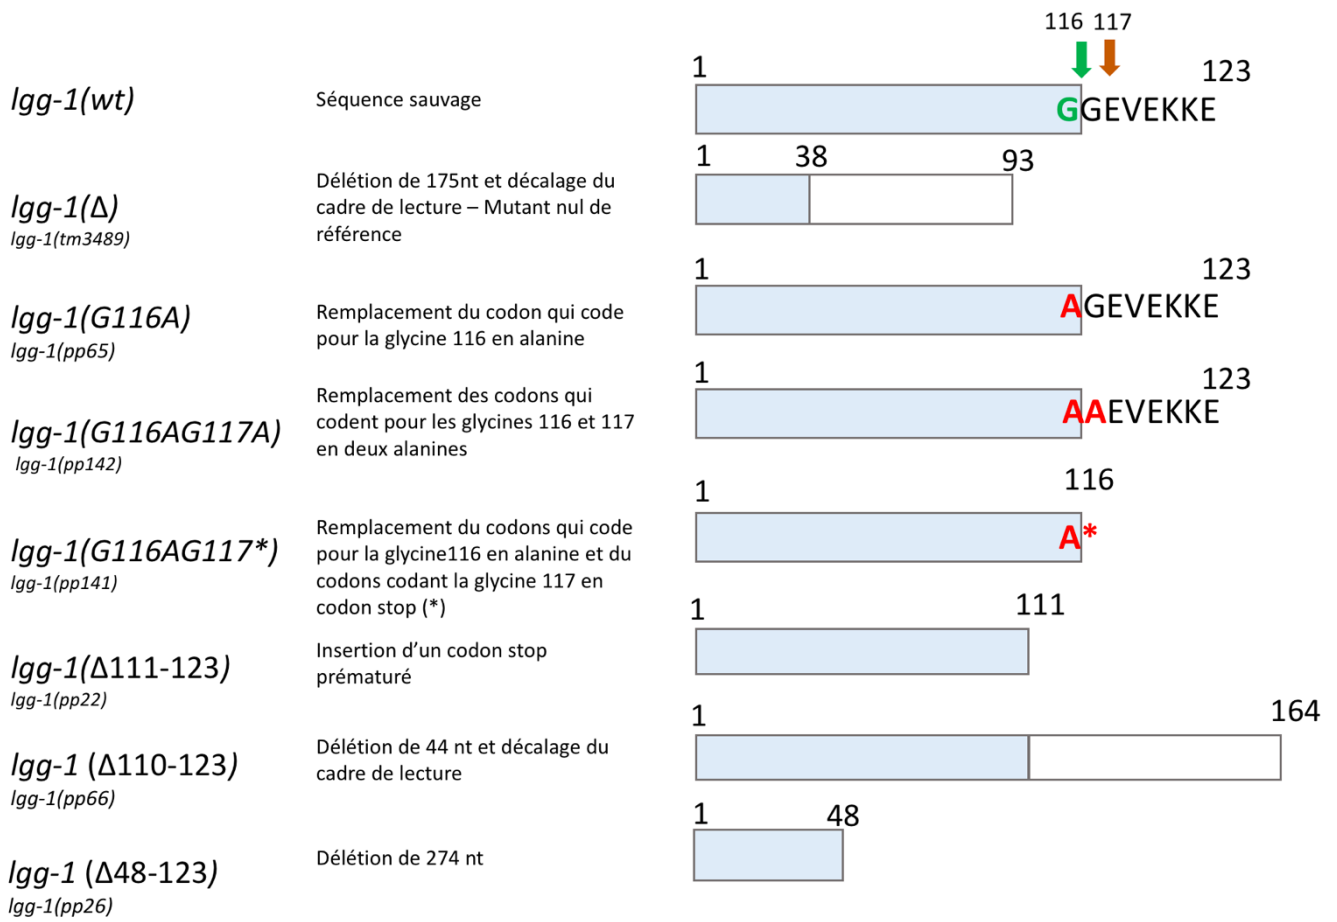 116 117
1 123
lgg-1(wt) Séquence sauvage GGEVEKKE
1 38 93
lgg-1(Δ) Délétion de 175nt et décalage du
cadre de lecture – Mutant nul de
référence
lgg-1(tm3489)
1 123
lgg-1(G116A) Remplacement du codon qui code
pour la glycine 116 en alanine
AGEVEKKE
lgg-1(pp65)
1 123
lgg-1(G116AG117A) Remplacement des codons qui
codent pour les glycines 116 et 117
en deux alanines
AAEVEKKE
lgg-1(pp142)
1 116
lgg-1(G116AG117*) Remplacement du codons qui code
pour la glycine116 en alanine et du
codons codant la glycine 117 en
codon stop (*)
A*
lgg-1(pp141)
1 111
lgg-1(Δ111-123) Insertion d’un codon stop
prématuré
lgg-1(pp22)
1 164
lgg-1 (Δ110-123) Délétion de 44 nt et décalage du
cadre de lecture
lgg-1(pp66)
1 48
lgg-1 (Δ48-123) Délétion de 274 nt
lgg-1(pp26)